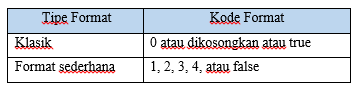 Tipe Format Kode Format
Klasik 0 atau dikosongkan atau true
Format sederhana 1, 2, 3, 4, atau false